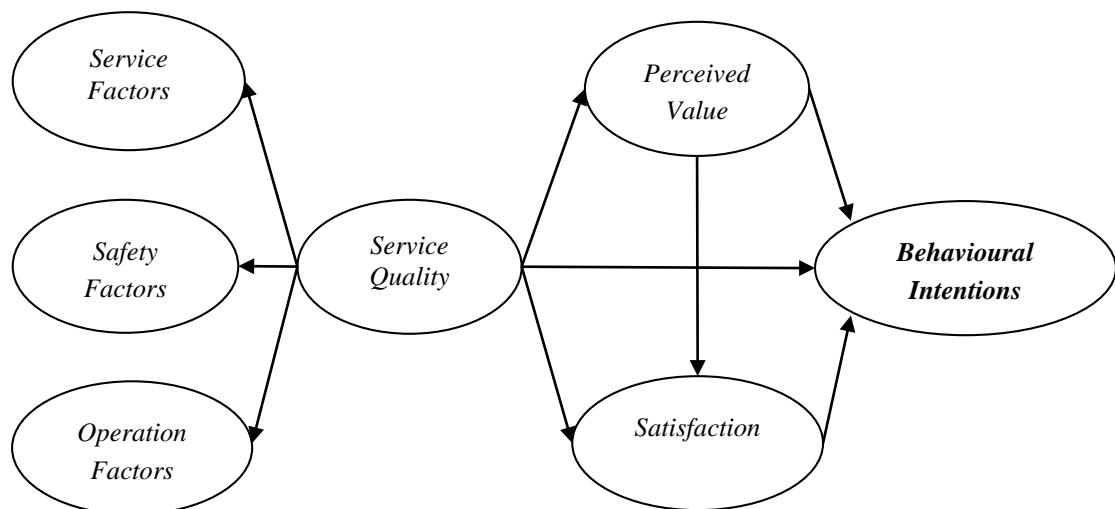 Service
Factors
Safety
Factors
Operation
Factors
Service
Quality
Perceived
Value
Satisfaction
Behavioural
Intentions